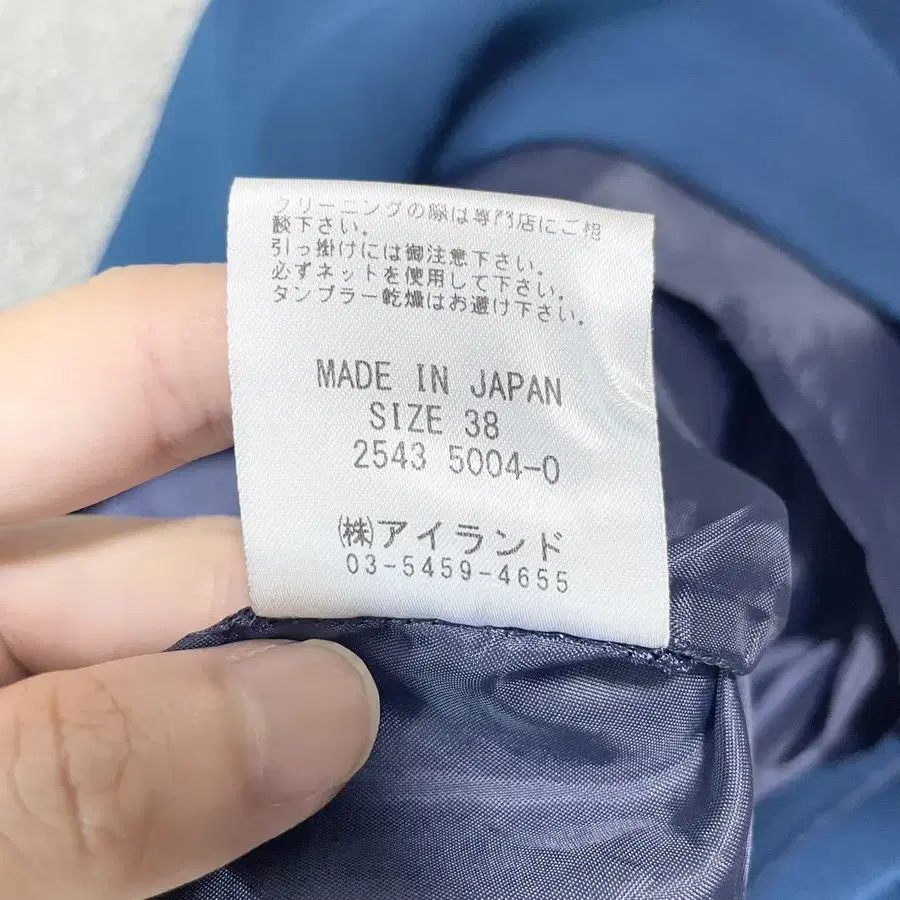 クリーニングの際は専門店にご相
談下さい。
引っ掛けには御注意下さい。
必ずネットを使用して下さい。
タンブラー乾燥はお避け下さい。
MADE IN JAPAN
SIZE 38
2543 5004-0
㈱アイランド
03-5459-4655